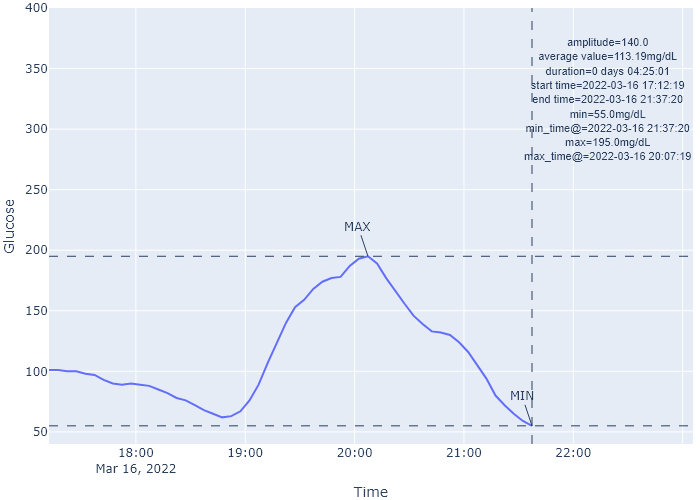 400
350
300
250
200
150
100
50
Glucose
amplitude=140.0
average value=113.19mg/dL
duration=0 days 04:25:01
start time=2022-03-16 17:12:19
end time=2022-03-16 21:37:20
min=55.0mg/dL
min_time@=2022-03-16 21:37:20
max=195.0mg/dL
max_time@=2022-03-16 20:07:19
MAX
MIN
18:00 19:00 20:00 21:00 22:00
Mar 16, 2022
Time